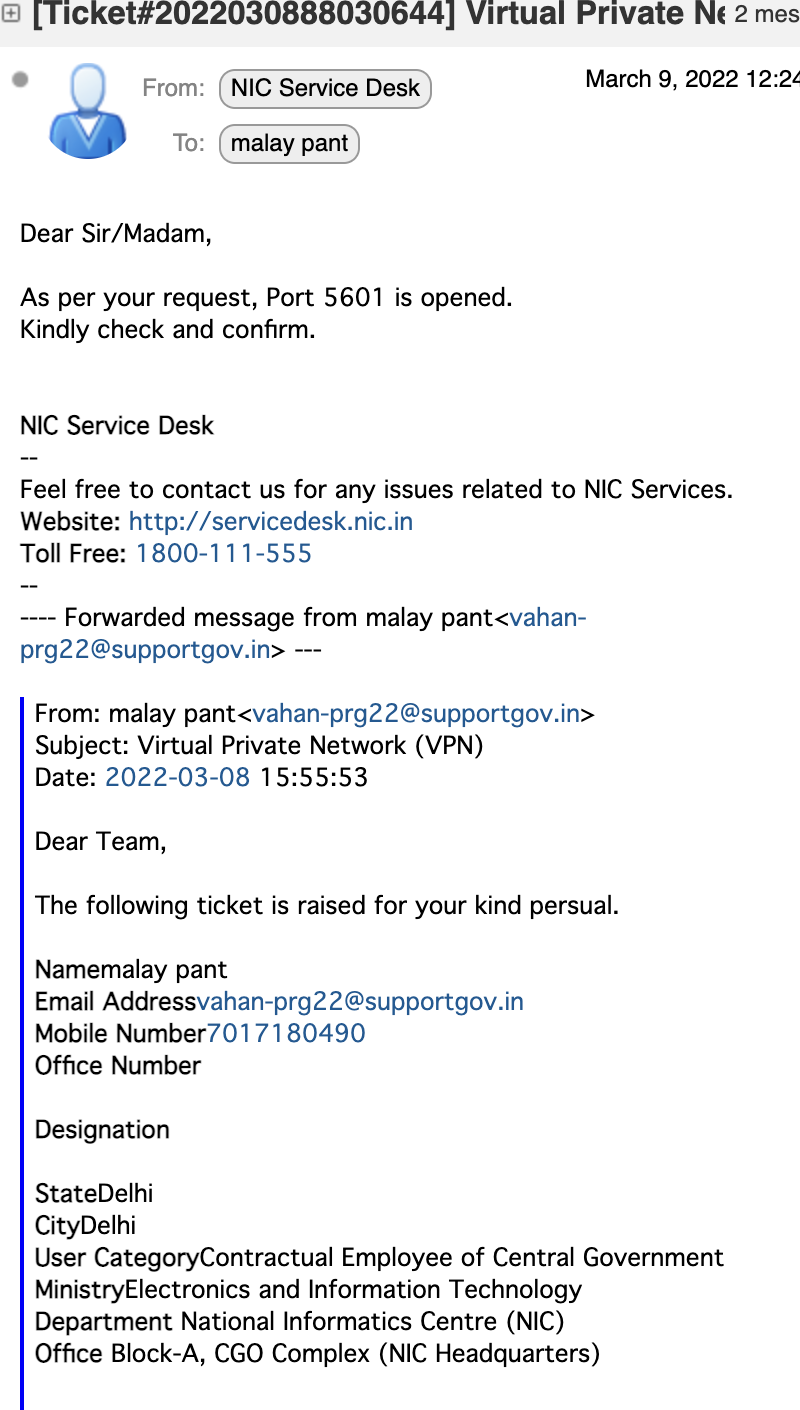 [Ticket#2022030888030644] Virtual Private Ne 2 mes
From: NIC Service Desk March 9, 2022 12:24
To: malay pant
Dear Sir/Madam,
As per your request, Port 5601 is opened.
Kindly check and confirm.
NIC Service Desk
--
Feel free to contact us for any issues related to NIC Services.
Website: http://servicedesk.nic.in
Toll Free: 1800-111-555
--
---- Forwarded message from malay pant<vahan-
prg22@supportgov.in> ---
From: malay pant<vahan-prg22@supportgov.in>
Subject: Virtual Private Network (VPN)
Date: 2022-03-08 15:55:53
Dear Team,
The following ticket is raised for your kind persual.
Namemalay pant
Email Addressvahan-prg22@supportgov.in
Mobile Number7017180490
Office Number
Designation
StateDelhi
CityDelhi
User CategoryContractual Employee of Central Government
MinistryElectronics and Information Technology
Department National Informatics Centre (NIC)
Office Block-A, CGO Complex (NIC Headquarters)